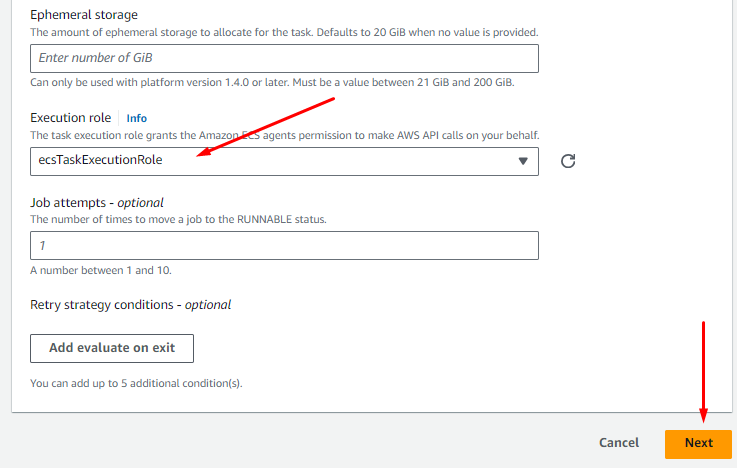 Ephemeral storage
The amount of ephemeral storage to allocate for the task. Defaults to 20 GiB when no value is provided.
Enter number of GiB
Can only be used with platform version 1.4.0 or later. Must be a value between 21 GiB and 200 GiB.
Execution role Info
The task execution role grants the Amazon ECS agents permission to make AWS API calls on your behalf.
ecsTaskExecutionRole
Job attempts - optional
The number of times to move a job to the RUNNABLE status.
1
A number between 1 and 10.
Retry strategy conditions - optional
Add evaluate on exit
You can add up to 5 additional condition(s).
Cancel Next